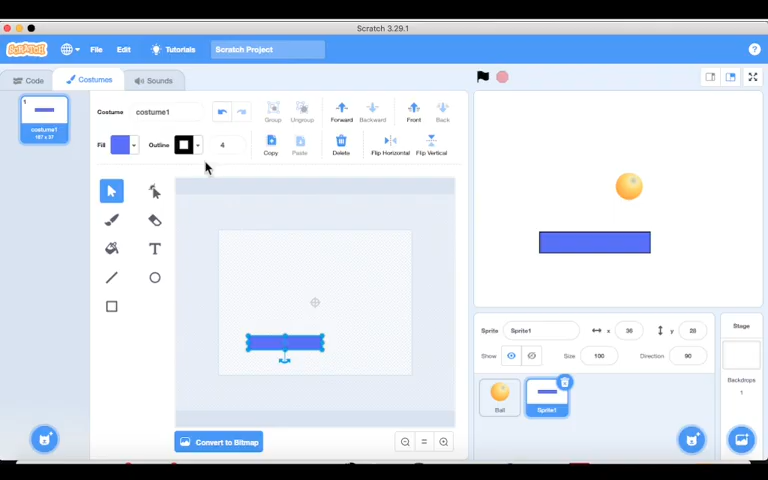 Scratch 3.29.1
SCRATCH File Edit Tutorials Scratch Project ?
Code Costumes Sounds
1
costume1
187 x 37
Costume costume1 Group Ungroup Forward Backward Front Back
Fill Outline 4 Copy Paste Delete Flip Horizontal Flip Vertical
T
Convert to Bitmap
Sprite Sprite1 x 36 y 28
Show Size 100 Direction 90
Ball
Sprite1
Stage
Backdrops
1